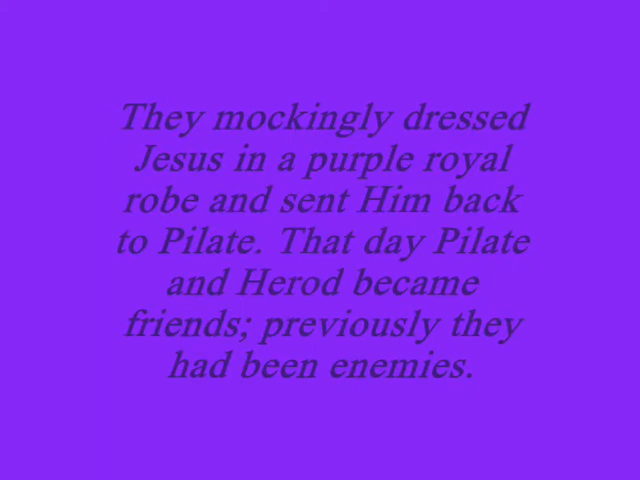 They mockingly dressed
Jesus in a purple royal
robe and sent Him back
to Pilate. That day Pilate
and Herod became
friends; previously they
had been enemies.